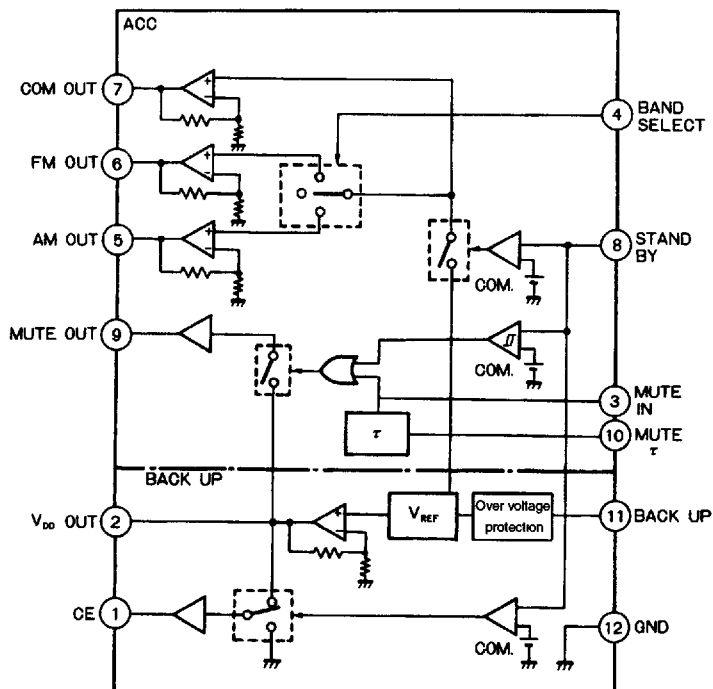 ACC
COM OUT 7
4 BAND SELECT
FM OUT 6
AM OUT 5
8 STAND BY
COM.
MUTE OUT 9
COM.
3 MUTE IN
τ
10 MUTE τ
BACK UP
VDD OUT 2
VREF
Over voltage protection
11 BACK UP
CE 1
COM.
12 GND
+
−
+
−
+
−
+
−